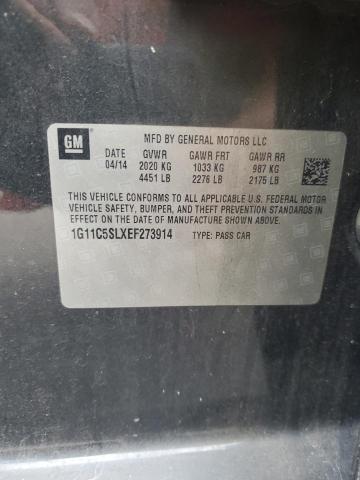 GM
MFD BY GENERAL MOTORS LLC
DATE GVWR GAWR FRT GAWR RR
04/14 2020 KG 1033 KG 987 KG
4451 LB 2276 LB 2175 LB
THIS VEHICLE CONFORMS TO ALL APPLICABLE U.S. FEDERAL MOTOR
VEHICLE SAFETY, BUMPER, AND THEFT PREVENTION STANDARDS IN
EFFECT ON THE DATE OF MANUFACTURE SHOWN ABOVE.
1G11C5SLXEF273914 TYPE: PASS CAR